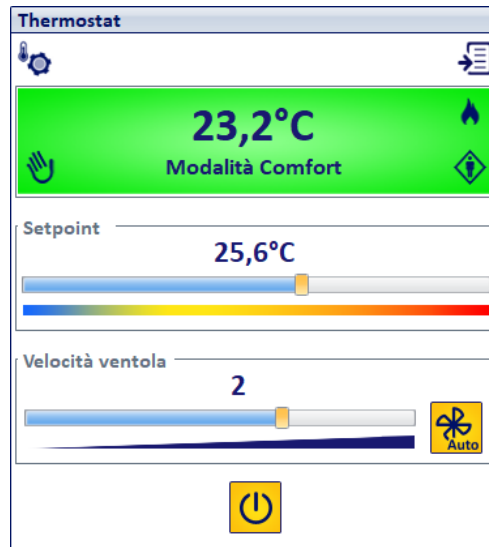 Thermostat
23,2°C
Modalità Comfort
Setpoint
25,6°C
Velocità ventola
2
Auto